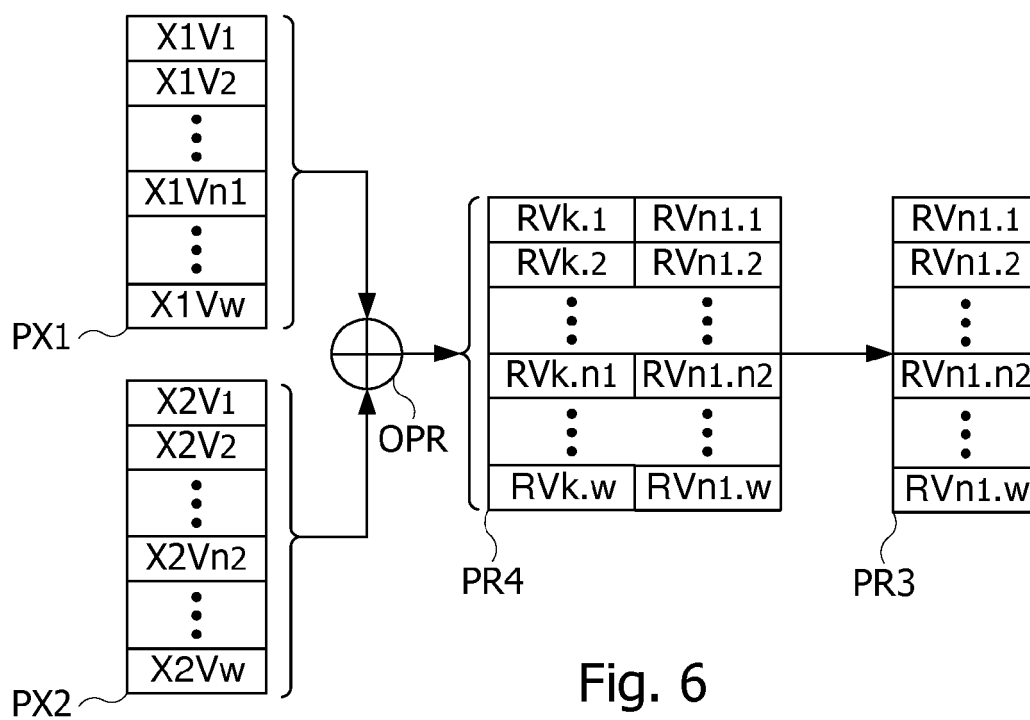 X1V1
X1V2
X1Vn1
X1Vw
PX1
X2V1
X2V2
X2Vn2
X2Vw
PX2
OPR
RVk.1 RVn1.1
RVk.2 RVn1.2
RVk.n1 RVn1.n2
RVk.w RVn1.w
PR4
RVn1.1
RVn1.2
RVn1.n2
RVn1.w
PR3
Fig. 6